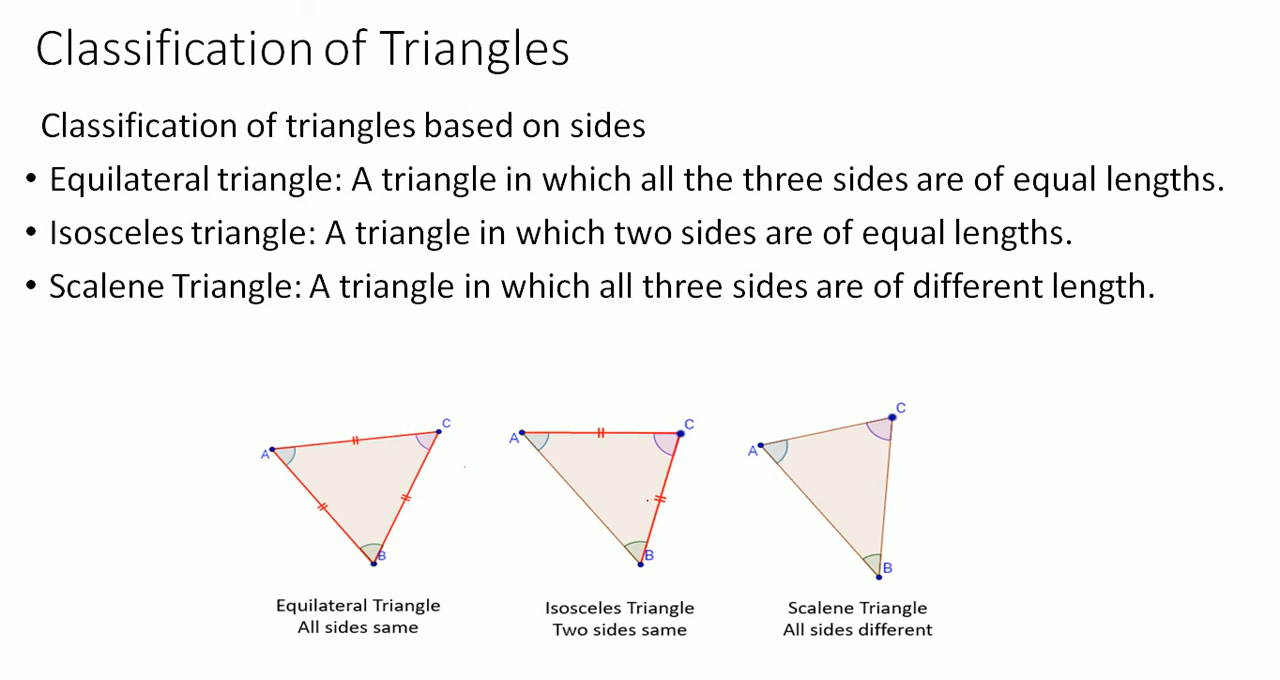 Classification of Triangles
Classification of triangles based on sides
• Equilateral triangle: A triangle in which all the three sides are of equal lengths.
• Isosceles triangle: A triangle in which two sides are of equal lengths.
• Scalene Triangle: A triangle in which all three sides are of different length.
A
C
B
Equilateral Triangle
All sides same
A
C
B
Isosceles Triangle
Two sides same
A
C
B
Scalene Triangle
All sides different